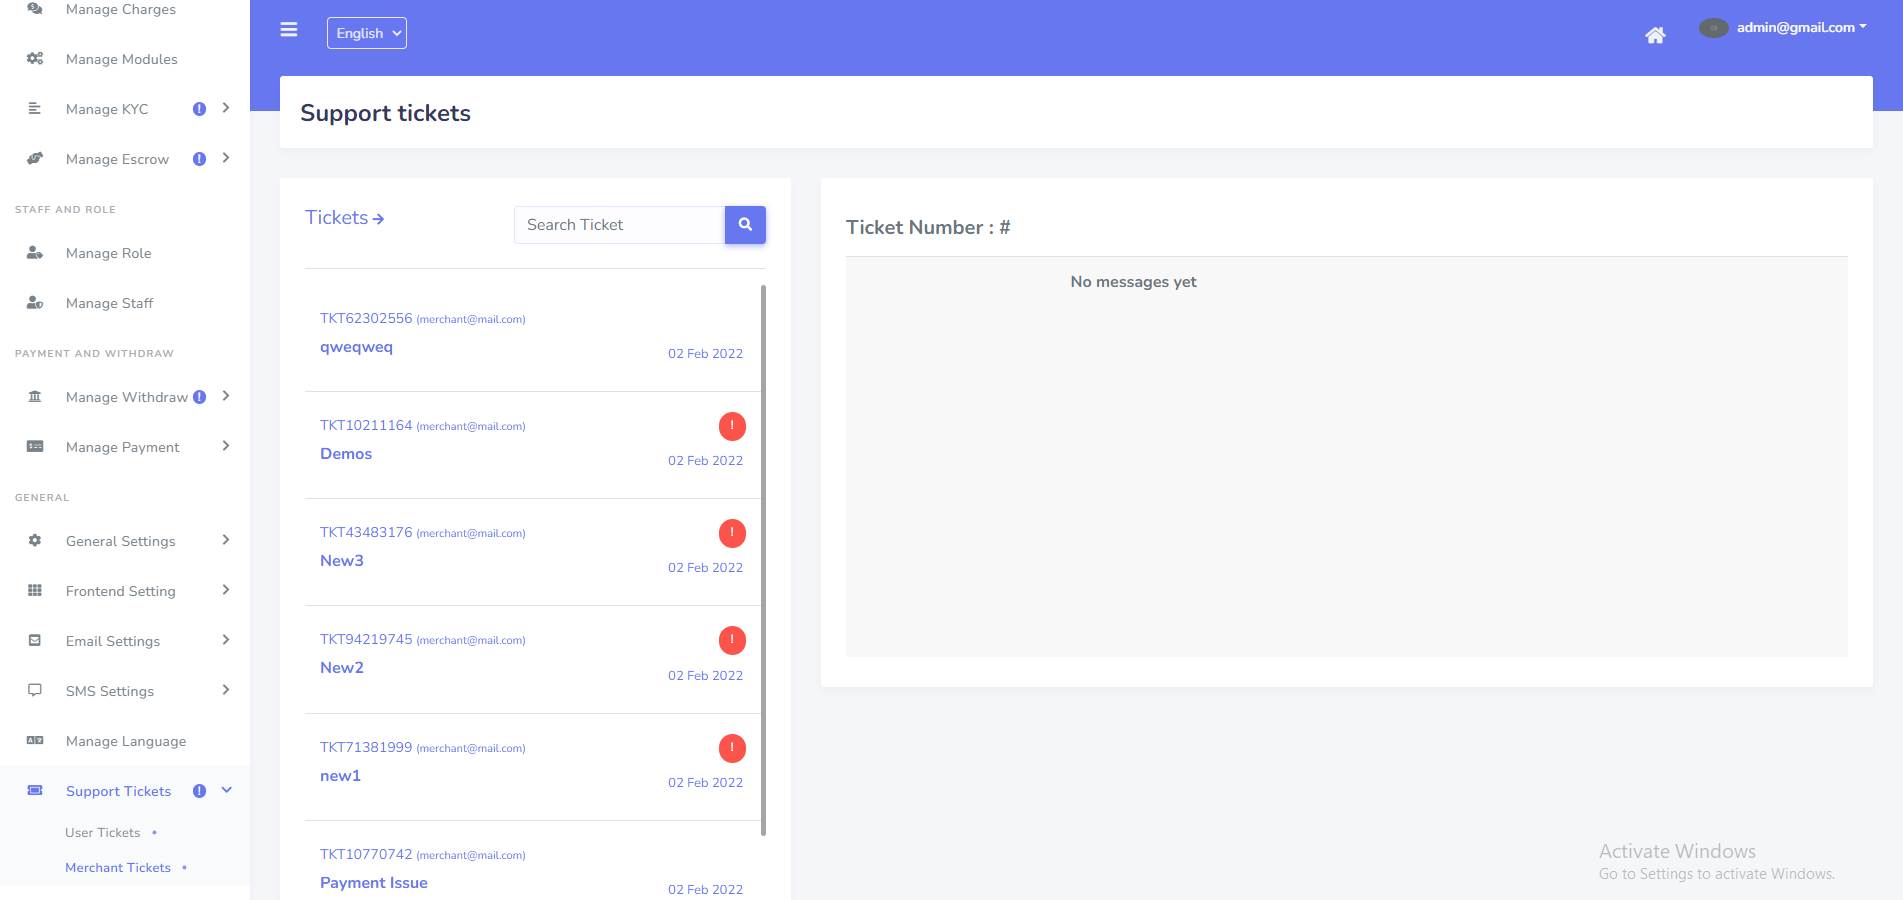 Manage Charges
Manage Modules
Manage KYC
Manage Escrow
STAFF AND ROLE
Manage Role
Manage Staff
PAYMENT AND WITHDRAW
Manage Withdraw
Manage Payment
GENERAL
General Settings
Frontend Setting
Email Settings
SMS Settings
Manage Language
Support Tickets
User Tickets
Merchant Tickets
English
admin@gmail.com
Support tickets
Tickets
Search Ticket
TKT62302556 (merchant@mail.com)
qweqweq
02 Feb 2022
TKT10211164 (merchant@mail.com)
!
Demos
02 Feb 2022
TKT43483176 (merchant@mail.com)
!
New3
02 Feb 2022
TKT94219745 (merchant@mail.com)
!
New2
02 Feb 2022
TKT71381999 (merchant@mail.com)
!
new1
02 Feb 2022
TKT10770742 (merchant@mail.com)
Payment Issue
02 Feb 2022
Ticket Number : #
No messages yet
Activate Windows
Go to Settings to activate Windows.